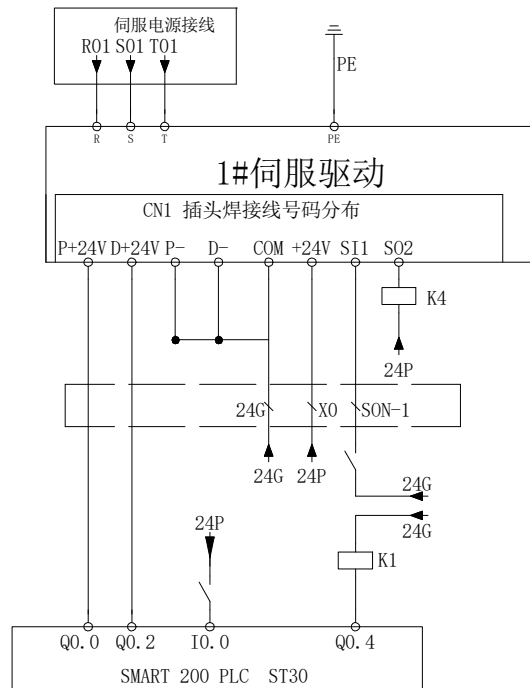 伺服电源接线
R01 S01 T01
PE
R S T PE
1#伺服驱动
CN1 插头焊接线号码分布
P+24V D+24V P- D- COM +24V SI1 SO2
K4
24P
24G X0 SON-1
24G 24P
24G
24P 24G
K1
Q0.0 Q0.2 I0.0 Q0.4
SMART 200 PLC ST30